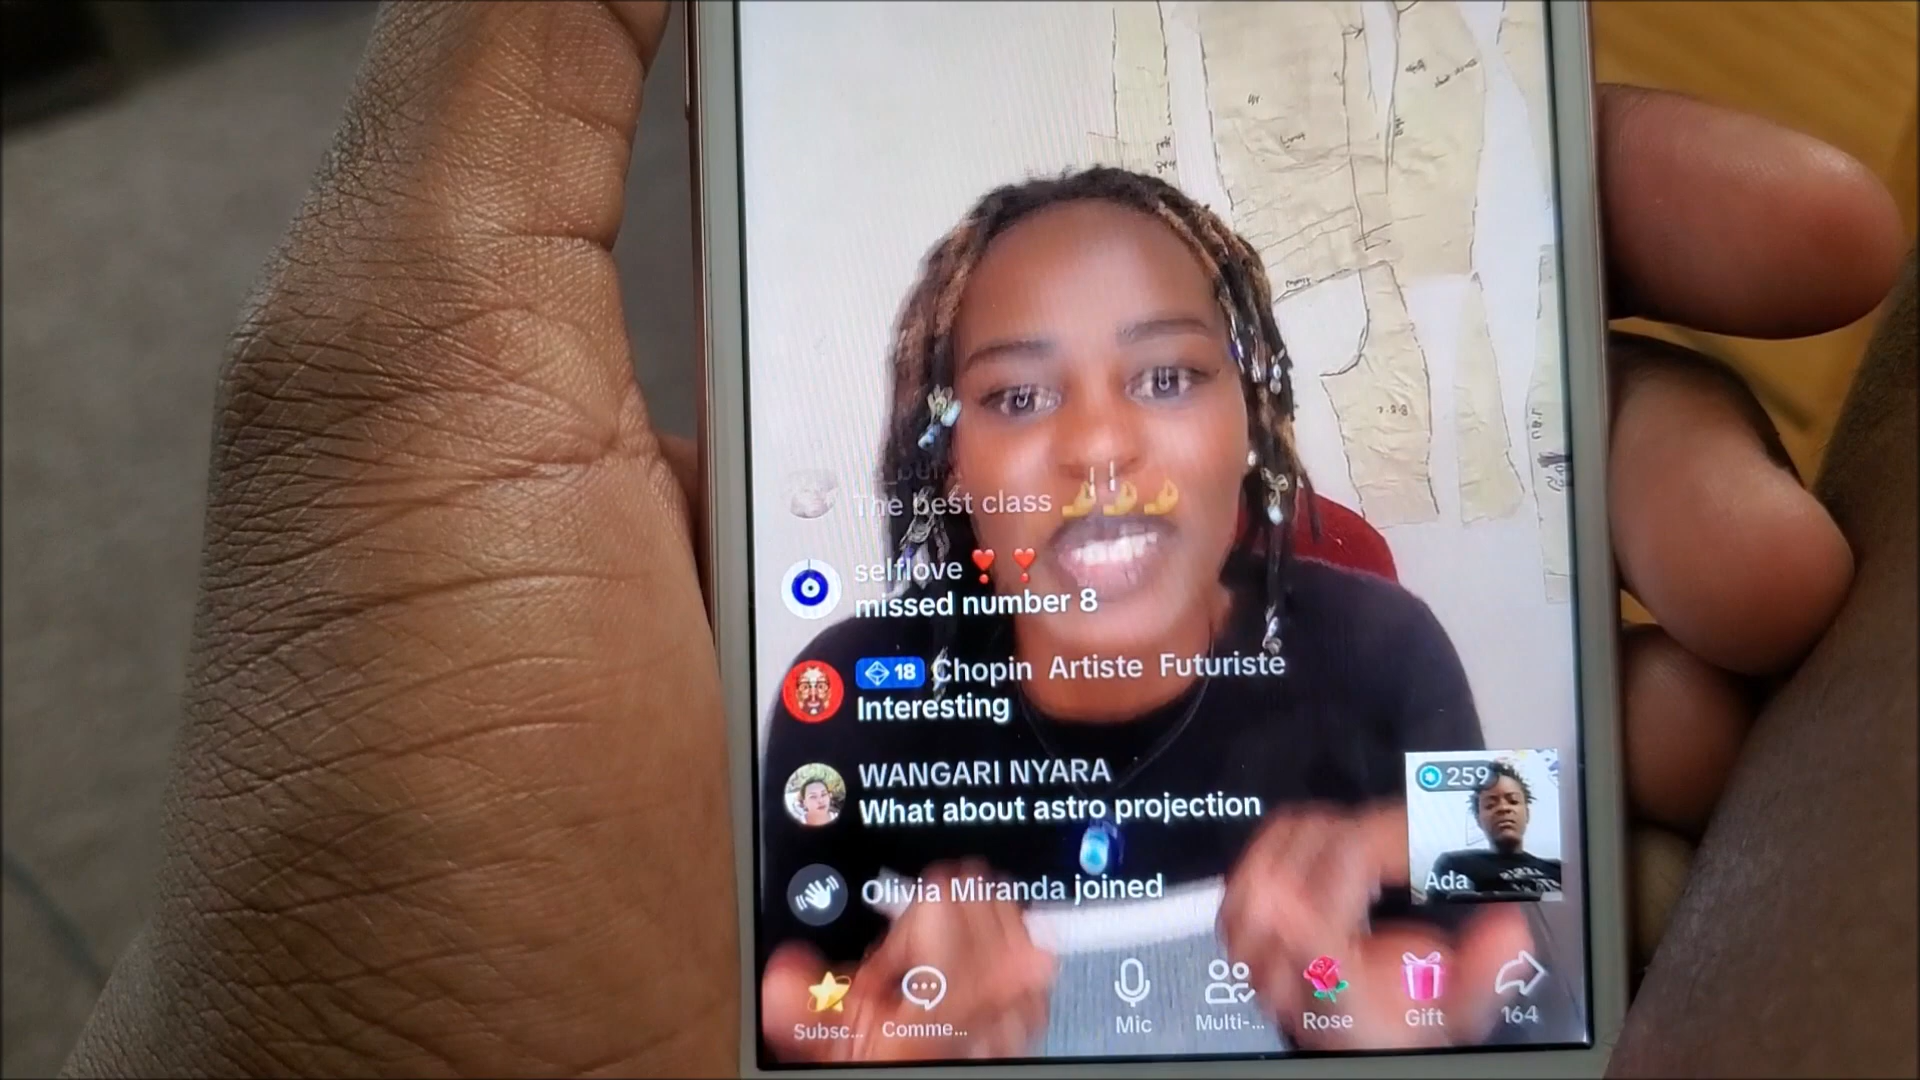 The best class
selflove
missed number 8
18 Chopin Artiste Futuriste
Interesting
WANGARI NYARA
What about astro projection
Olivia Miranda joined
259
Ada
Subsc...
Comme...
Mic
Multi-...
Rose
Gift
164